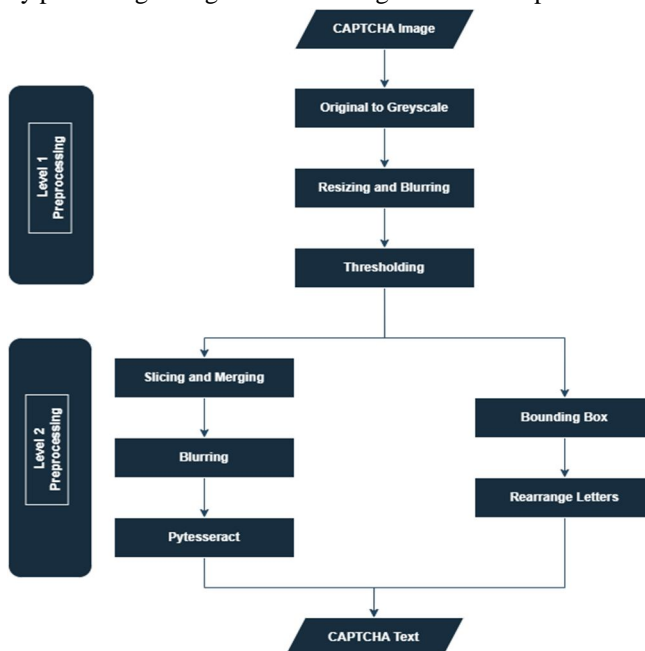 CAPTCHA Image
Level 1
Preprocessing
Original to Greyscale
Resizing and Blurring
Thresholding
Level 2
Preprocessing
Slicing and Merging
Blurring
Pytesseract
Bounding Box
Rearrange Letters
CAPTCHA Text